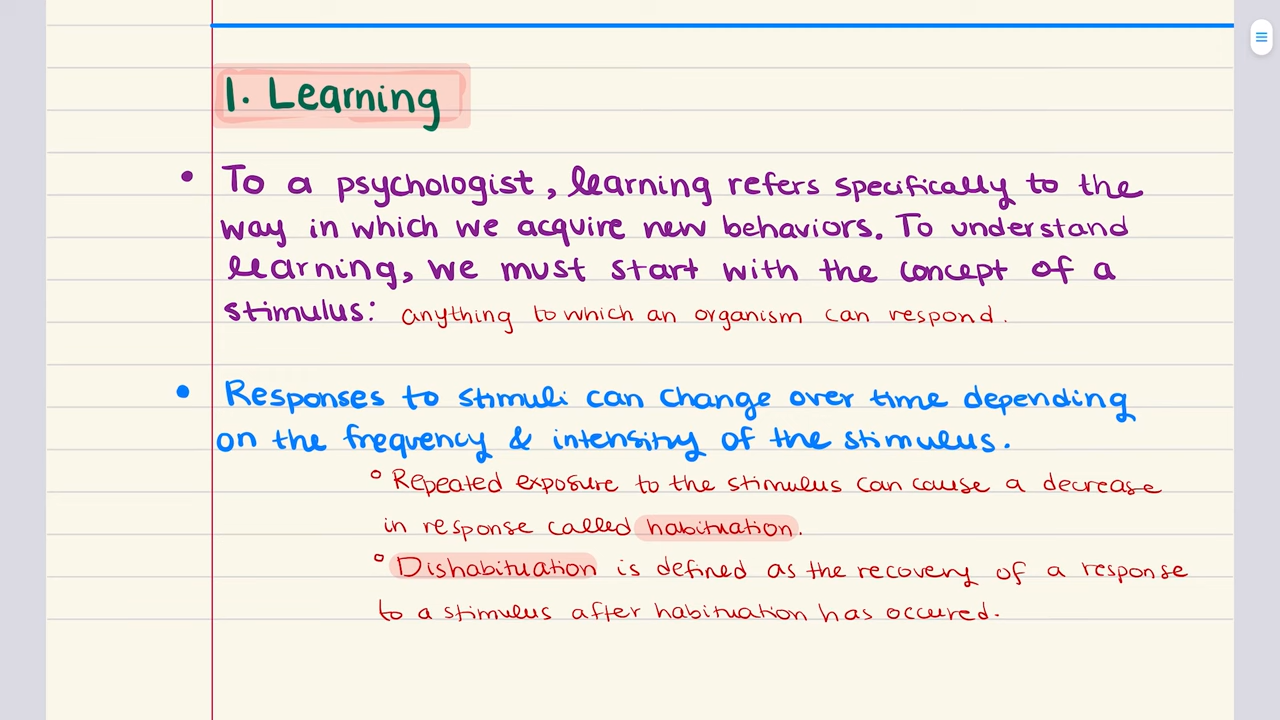 1. Learning
• To a psychologist, learning refers specifically to the
way in which we acquire new behaviors. To understand
learning, we must start with the concept of a
stimulus: anything to which an organism can respond.
• Responses to stimuli can change over time depending
on the frequency & intensity of the stimulus.
° Repeated exposure to the stimulus can cause a decrease
in response called habituation.
° Dishabituation is defined as the recovery of a response
to a stimulus after habituation has occured.